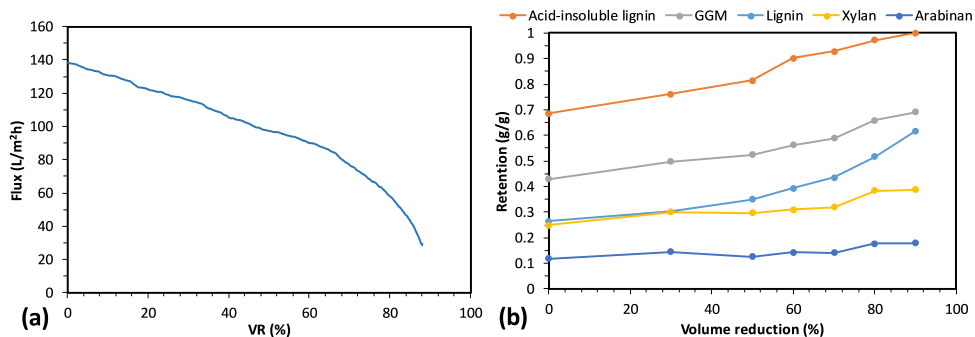 160
140
120
100
80
60
40
20
0
Flux (L/m²h)
0 20 40 60 80 100
VR (%)
(a)
Acid-insoluble lignin GGM Lignin Xylan Arabinan
1
0.9
0.8
0.7
0.6
0.5
0.4
0.3
0.2
0.1
0
Retention (g/g)
0 20 40 60 80 100
Volume reduction (%)
(b)